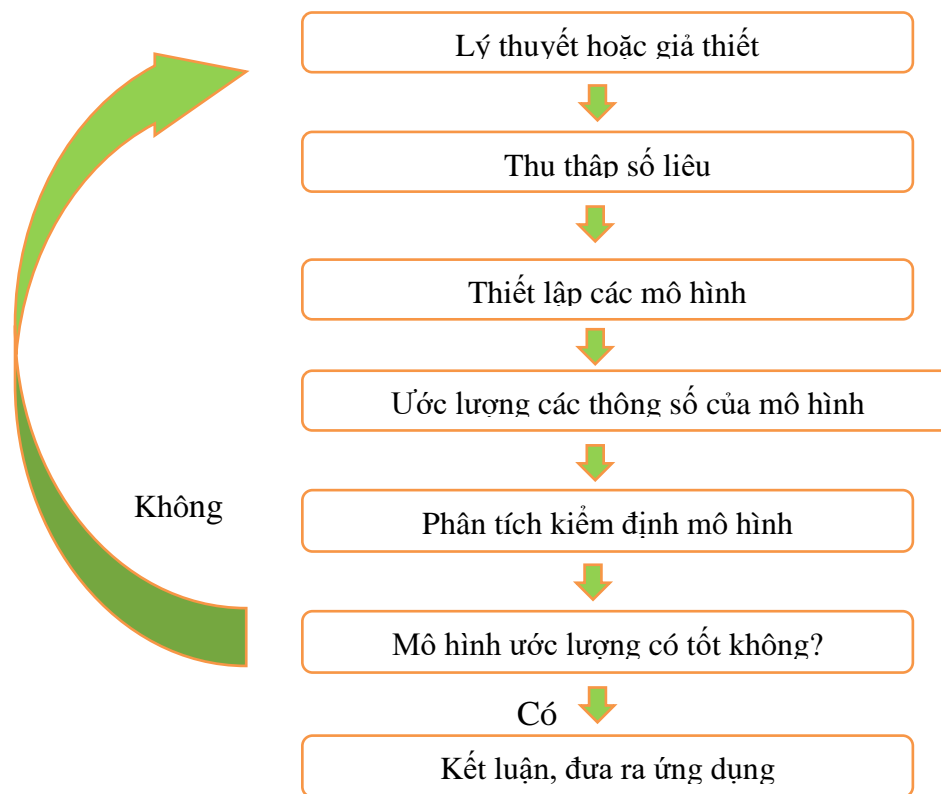 Lý thuyết hoặc giả thiết
Thu thập số liệu
Thiết lập các mô hình
Ước lượng các thông số của mô hình
Không
Phân tích kiểm định mô hình
Mô hình ước lượng có tốt không?
Có
Kết luận, đưa ra ứng dụng